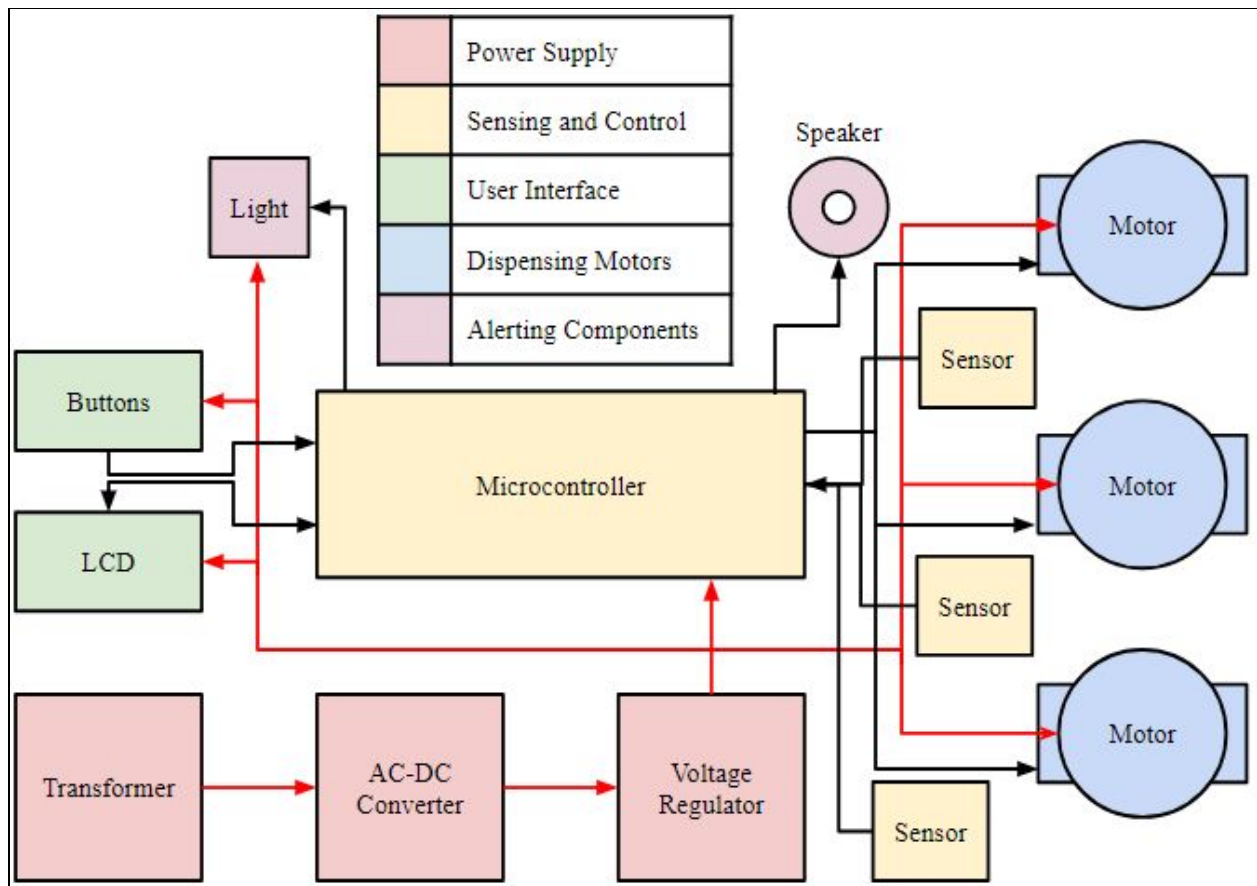 Power Supply
Sensing and Control
User Interface
Dispensing Motors
Alerting Components
Speaker
Light
Motor
Sensor
Buttons
Microcontroller
Motor
LCD
Sensor
Transformer
AC-DC
Converter
Voltage
Regulator
Motor
Sensor